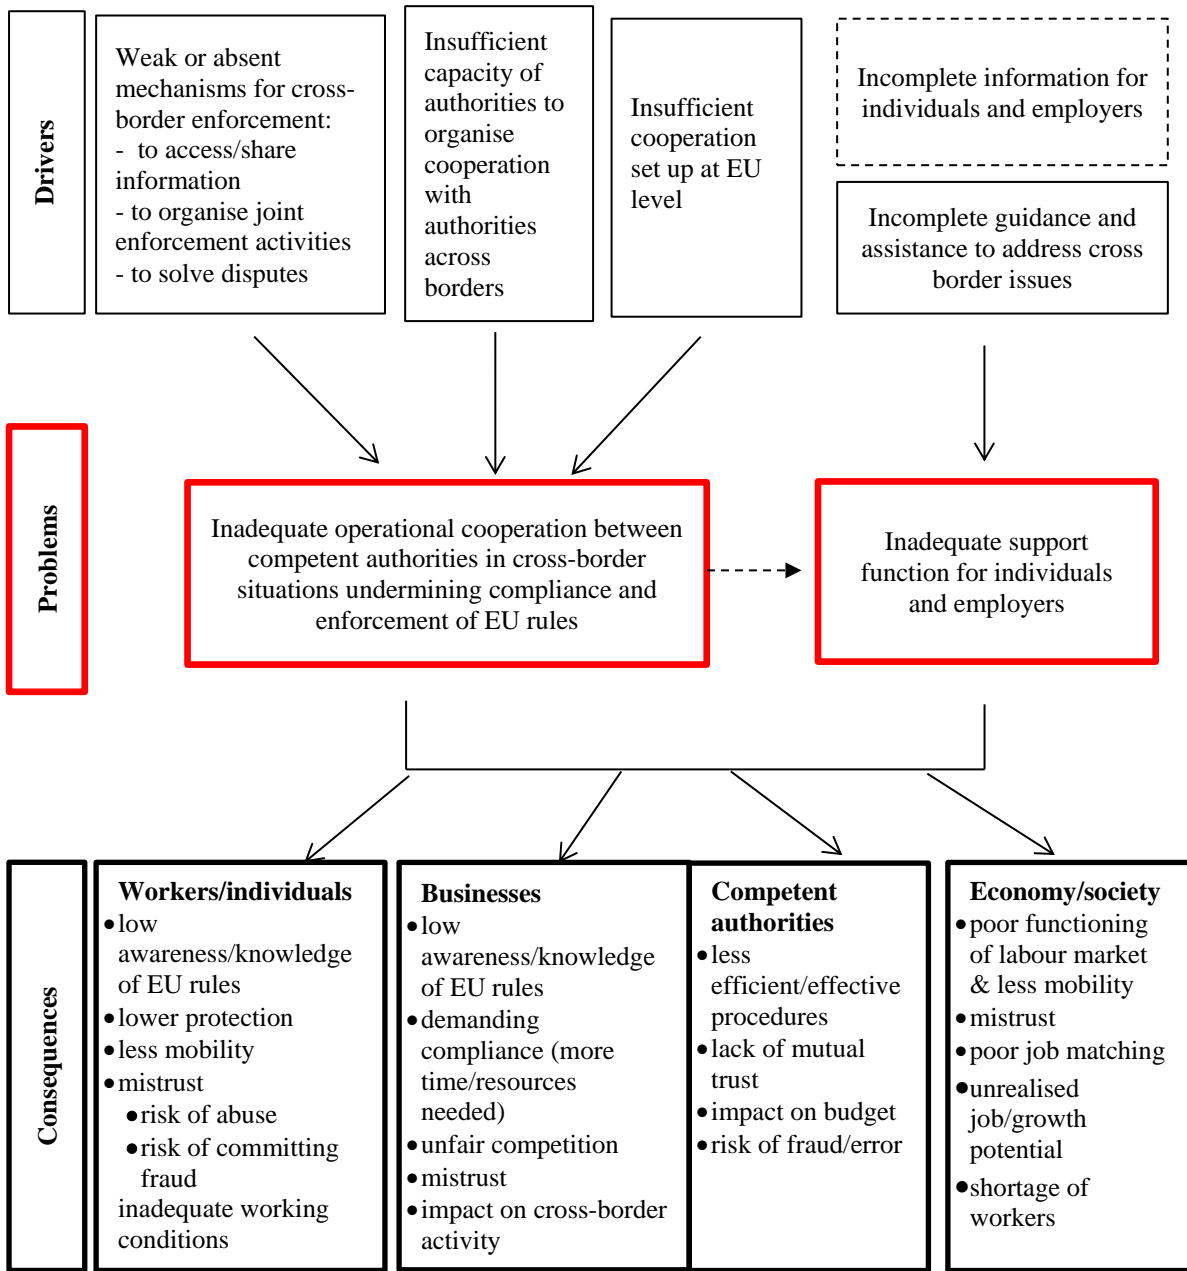 Drivers
Weak or absent
mechanisms for cross-
border enforcement:
- to access/share
information
- to organise joint
enforcement activities
- to solve disputes
Insufficient
capacity of
authorities to
organise
cooperation
with
authorities
across
borders
Insufficient
cooperation
set up at EU
level
Incomplete information for
individuals and employers
Incomplete guidance and
assistance to address cross
border issues
Problems
Inadequate operational cooperation between
competent authorities in cross-border
situations undermining compliance and
enforcement of EU rules
Inadequate support
function for individuals
and employers
Consequences
Workers/individuals
• low
awareness/knowledge
of EU rules
• lower protection
• less mobility
• mistrust
• risk of abuse
• risk of committing
fraud
inadequate working
conditions
Businesses
• low
awareness/knowledge
of EU rules
• demanding
compliance (more
time/resources
needed)
• unfair competition
• mistrust
• impact on cross-border
activity
Competent
authorities
• less
efficient/effective
procedures
• lack of mutual
trust
• impact on budget
• risk of fraud/error
Economy/society
• poor functioning
of labour market
& less mobility
• mistrust
• poor job matching
• unrealised
job/growth
potential
• shortage of
workers